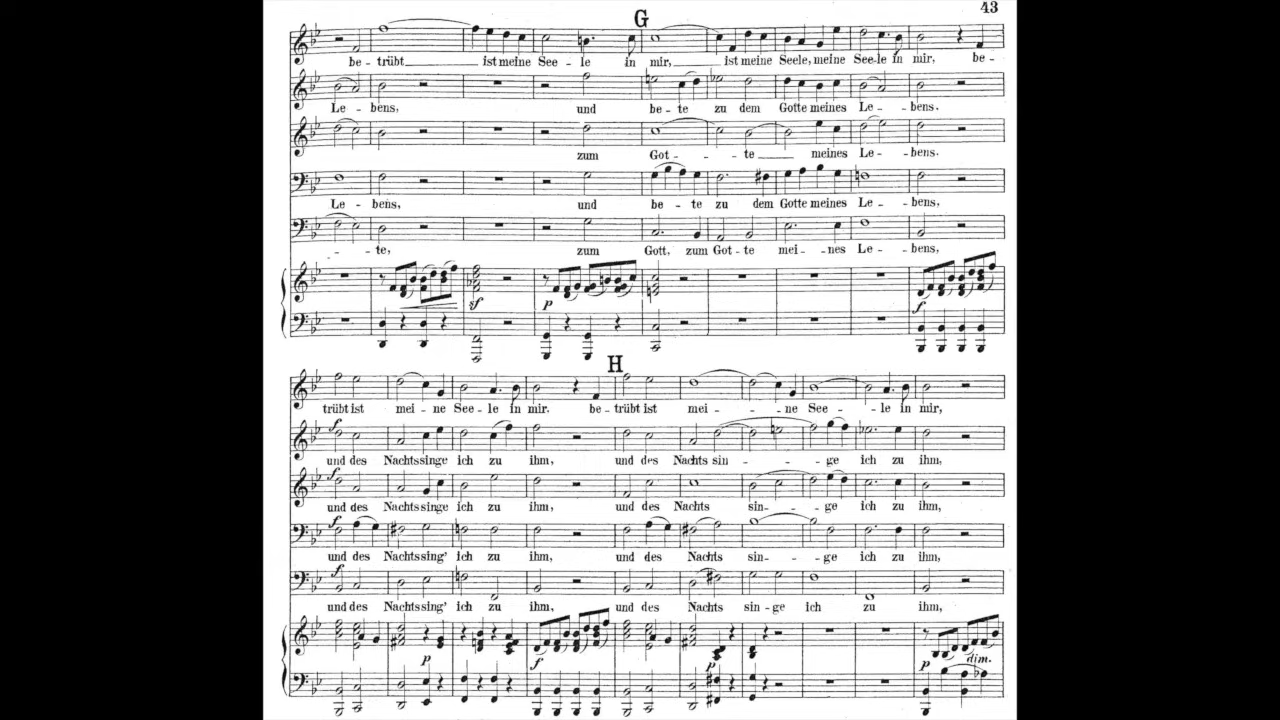 43
G
be - trübt ist meine See - le in mir, ist meine Seele, meine See-le in mir, be -
Le - bens, und be - te zu dem Gotte meines Le - bens.
zum Got - - te meines Le - bens.
Le - bens, und be - te zu dem Gotte meines Le - bens,
- - te, zum Gott, zum Got - te mei - nes Le - bens,
sf p f
H
trübt ist mei - ne See - le in mir. be - trübt ist mei - - ne See - - le in mir,
f
und des Nachts singe ich zu ihm, und des Nachts sin - - - ge ich zu ihm,
f
und des Nachts singe ich zu ihm, und des Nachts sin - - ge ich zu ihm,
f
und des Nachts sing' ich zu ihm, und des Nachts sin - - ge ich zu ihm,
f
und des Nachts sing' ich zu ihm, und des Nachts sin - ge ich zu ihm,
p f p p dim.